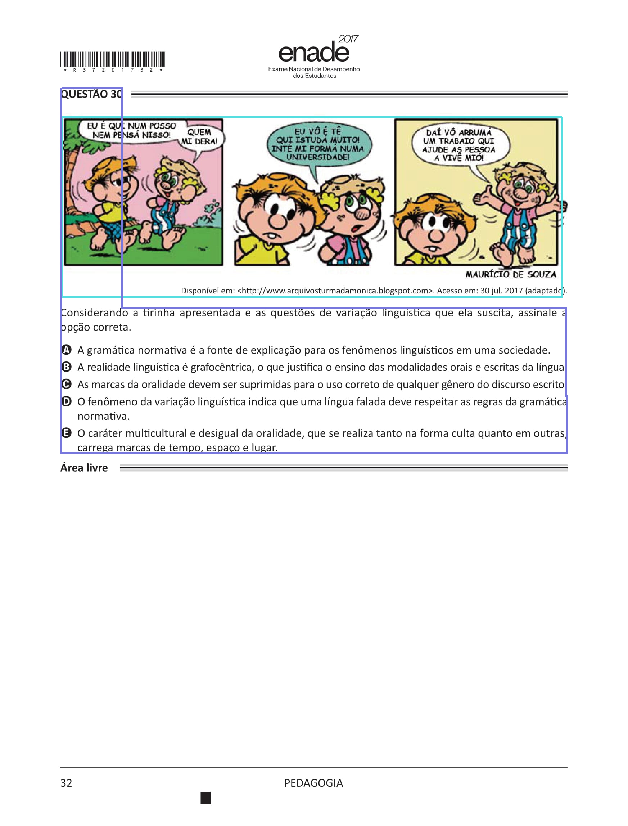 *R3720173 2*
2017
enade
Exame Nacional de Desempenho
dos Estudantes
QUESTÃO 30
EU É QUI NUM POSSO
NEM PENSÁ NISSO!
QUEM
MI DERA!
EU VÔ É TÊ
QUI ISTUDÁ MUITO!
INTÉ MI FORMÁ NUMA
UNIVERSIDADE!
DAÍ VÔ ARRUMÁ
UM TRABAIO QUI
AJUDE AS PESSOA
A VIVÊ MIÓ!
MAURÍCIO DE SOUZA
Disponível em: <http://www.arquivosturmadamonica.blogspot.com> Acesso em: 30 jul. 2017 (adaptado).
Considerando a tirinha apresentada e as questões de variação linguística que ela suscita, assinale a
opção correta.
A A gramática normativa é a fonte de explicação para os fenômenos linguísticos em uma sociedade.
B A realidade linguística é grafocêntrica, o que justifica o ensino das modalidades orais e escritas da língua.
C As marcas da oralidade devem ser suprimidas para o uso correto de qualquer gênero do discurso escrito.
D O fenômeno da variação linguística indica que uma língua falada deve respeitar as regras da gramática
normativa.
E O caráter multicultural e desigual da oralidade, que se realiza tanto na forma culta quanto em outras,
carrega marcas de tempo, espaço e lugar.
Área livre
32
PEDAGOGIA